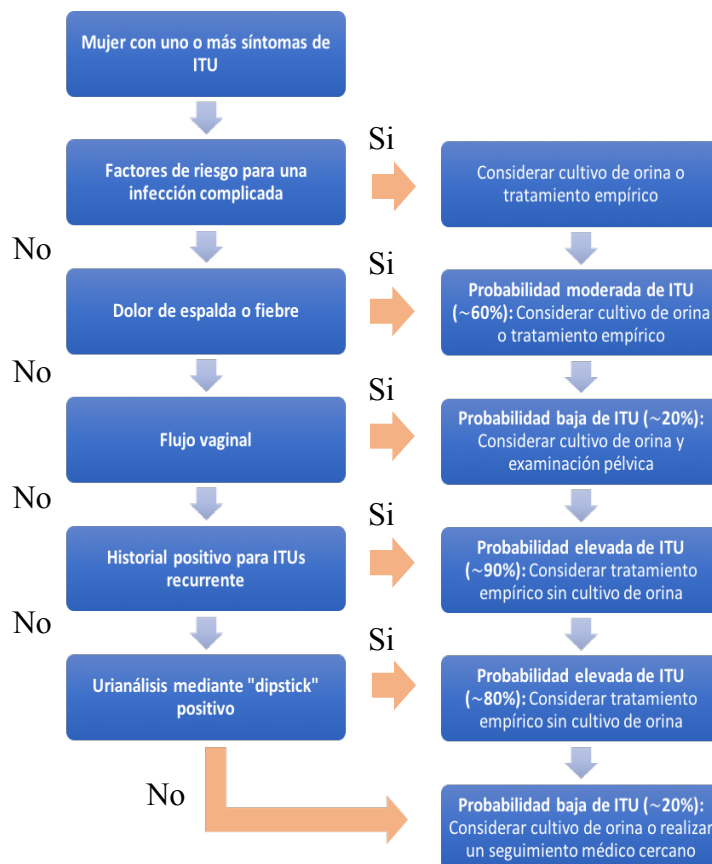 Mujer con uno o más síntomas de
ITU
Si
Factores de riesgo para una
infección complicada
Considerar cultivo de orina o
tratamiento empírico
No
Si
Dolor de espalda o fiebre
Probabilidad moderada de ITU
(~60%): Considerar cultivo de orina
o tratamiento empírico
No
Si
Flujo vaginal
Probabilidad baja de ITU (~20%):
Considerar cultivo de orina y
examinación pélvica
No
Si
Historial positivo para ITUs
recurrente
Probabilidad elevada de ITU
(~90%): Considerar tratamiento
empírico sin cultivo de orina
No
Si
Urianálisis mediante "dipstick"
positivo
Probabilidad elevada de ITU
(~80%): Considerar tratamiento
empírico sin cultivo de orina
No
Probabilidad baja de ITU (~20%):
Considerar cultivo de orina o realizar
un seguimiento médico cercano